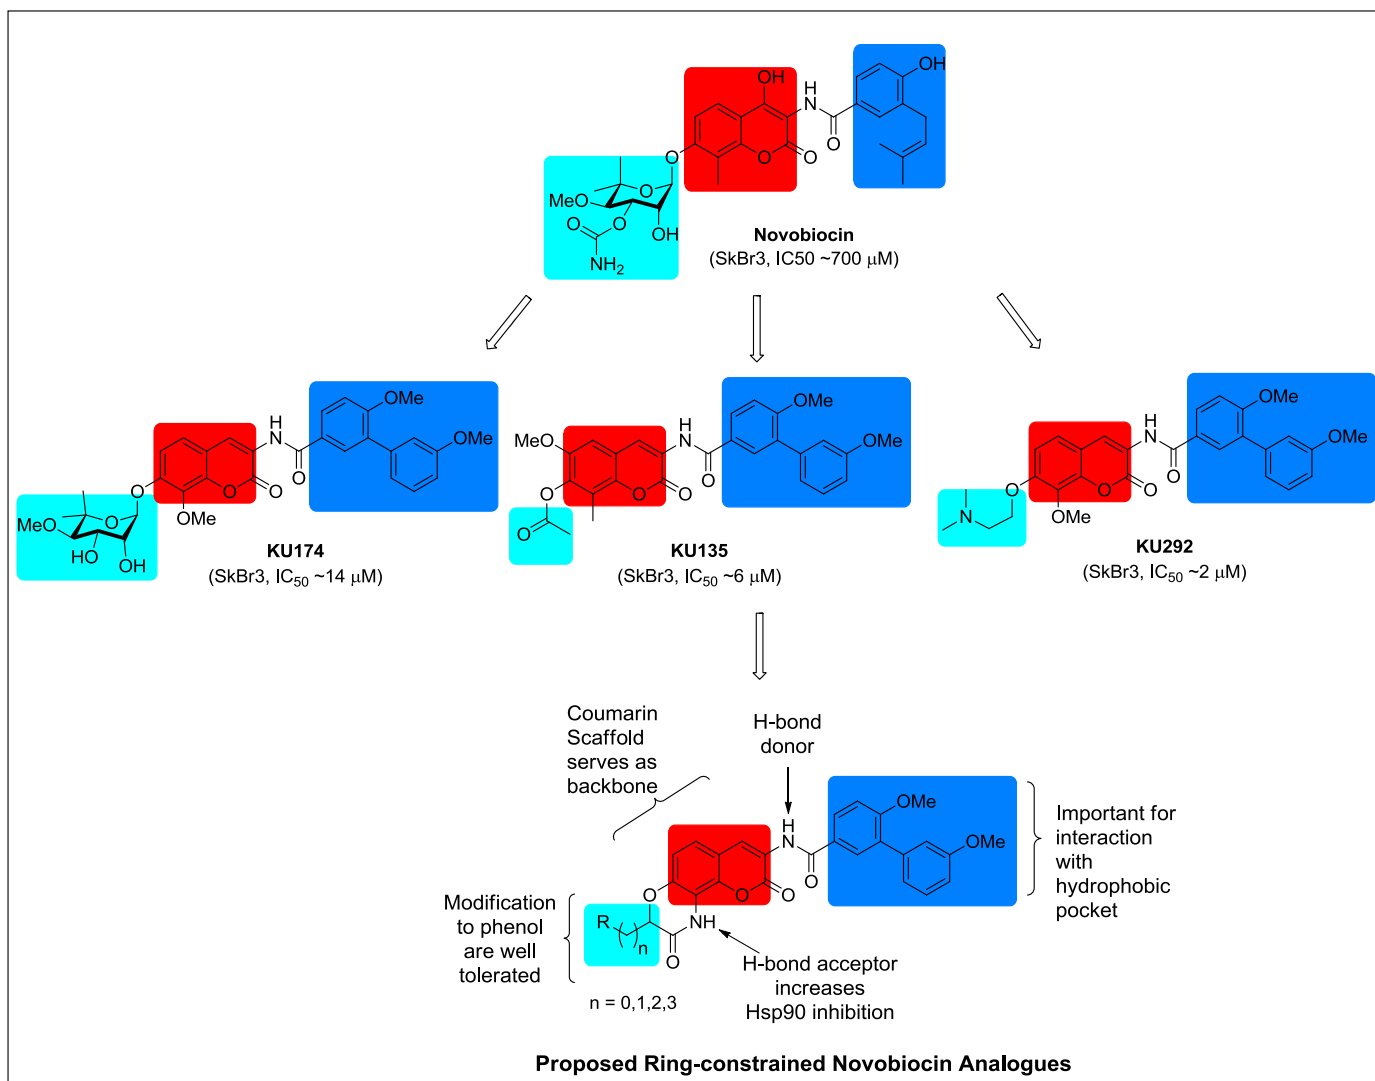 OH
OH
H
N
O
O
O
O
O
MeO
O
O
OH
NH2
Novobiocin
(SkBr3, IC50 ~700 μM)
OMe
OMe
H
N
O
O
O
O
OMe
O
MeO
HO
OH
KU174
(SkBr3, IC50 ~14 μM)
OMe
OMe
H
N
MeO
O
O
O
O
O
KU135
(SkBr3, IC50 ~6 μM)
OMe
OMe
H
N
O
O
O
O
N
OMe
KU292
(SkBr3, IC50 ~2 μM)
Coumarin
Scaffold
serves as
backbone
H-bond
donor
H
N
OMe
OMe
O
O
O
O
R
n
NH
O
Important for
interaction
with
hydrophobic
pocket
Modification
to phenol
are well
tolerated
n = 0,1,2,3
H-bond acceptor
increases
Hsp90 inhibition
Proposed Ring-constrained Novobiocin Analogues